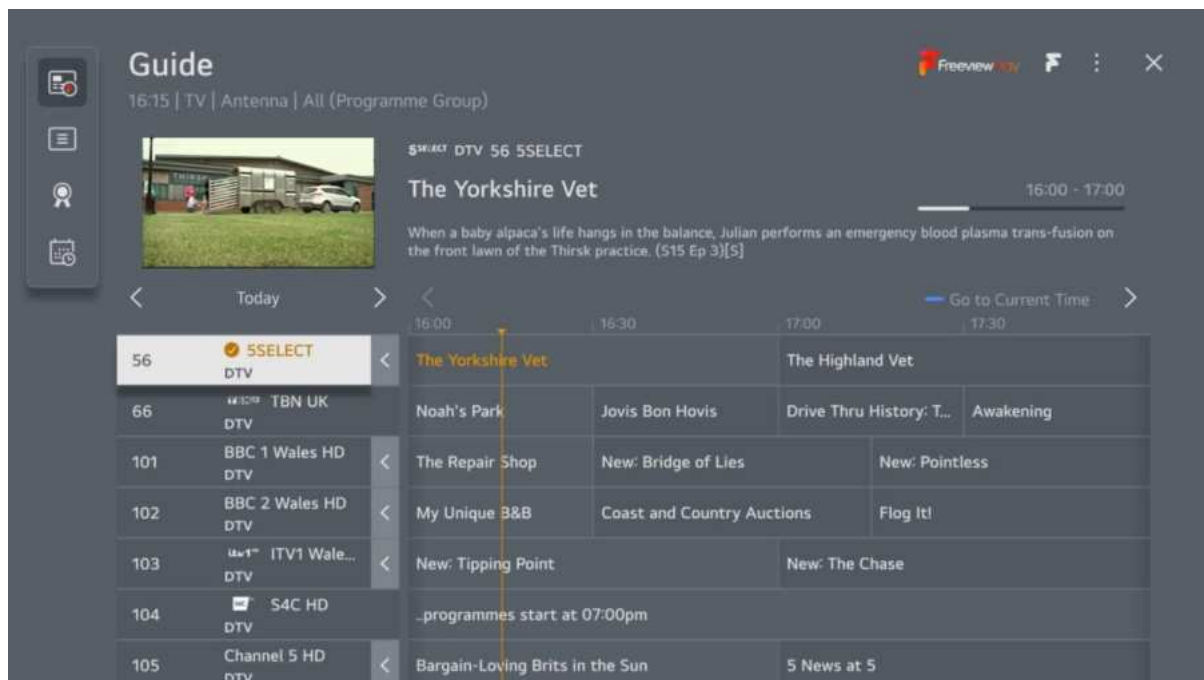 Guide
Freeview play
16:15 | TV | Antenna | All (Programme Group)
THIRSK
5SELECT DTV 56 5SELECT
The Yorkshire Vet
16:00 - 17:00
When a baby alpaca's life hangs in the balance, Julian performs an emergency blood plasma trans-fusion on
the front lawn of the Thirsk practice. (S15 Ep 3)[S]
Today
Go to Current Time
16:00 16:30 17:00 17:30
56 5SELECT
DTV
The Yorkshire Vet The Highland Vet
66 TBN UK
DTV
Noah's Park Jovis Bon Hovis Drive Thru History: T... Awakening
101 BBC 1 Wales HD
DTV
The Repair Shop New: Bridge of Lies New: Pointless
102 BBC 2 Wales HD
DTV
My Unique B&B Coast and Country Auctions Flog It!
103 itv1 ITV1 Wale...
DTV
New: Tipping Point New: The Chase
104 S4C HD
DTV
..programmes start at 07:00pm
105 Channel 5 HD
DTV
Bargain-Loving Brits in the Sun 5 News at 5